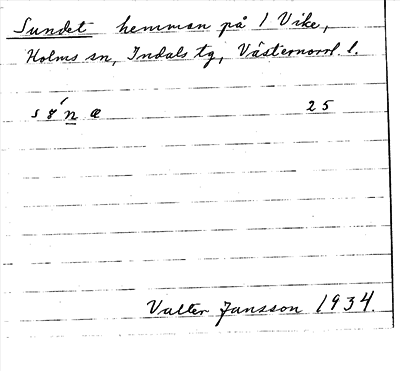 Sundet hemman på 1 Vike,
Holms sn, Indals tg, Västernorrl. l.
25
Valter Jansson 1934.